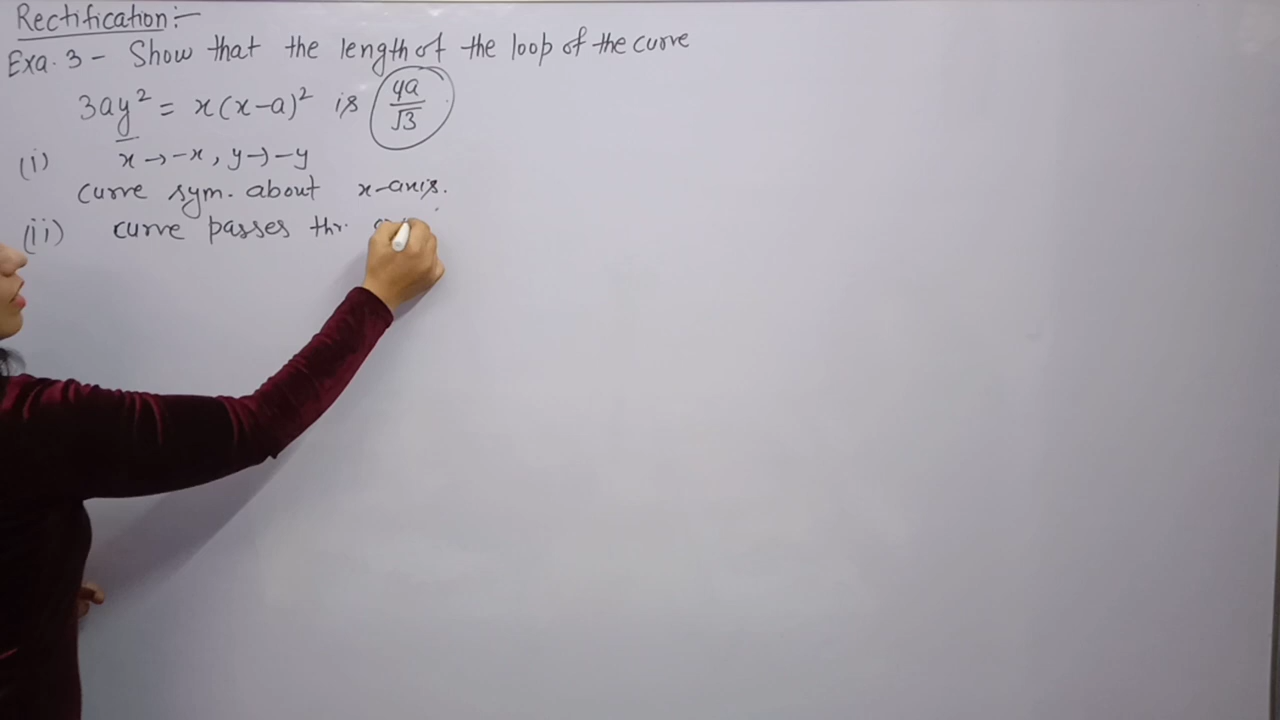 Rectification:-
Exa. 3 - Show that the length of the loop of the curve
3ay² = x(x-a)² is 4a/√3
(i) x→-x, y→-y
curve sym. about x-axis.
(ii) curve passes thr.